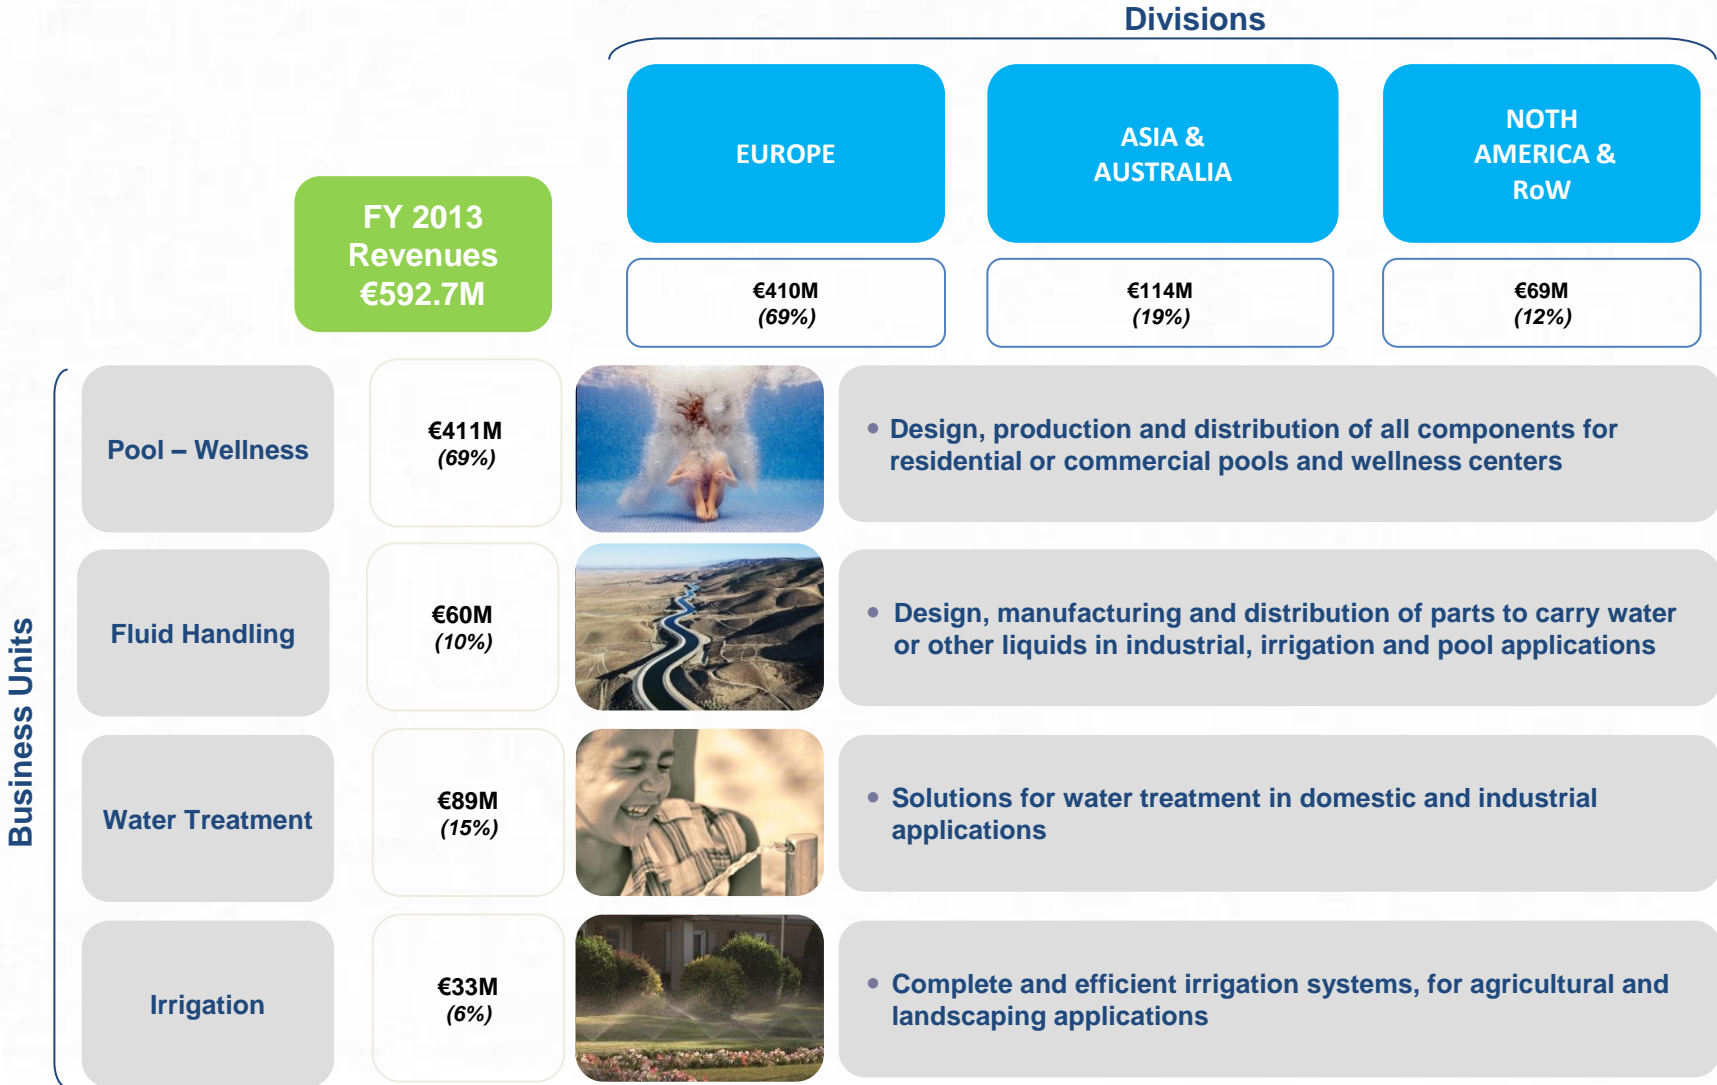 Divisions
EUROPE
ASIA &
AUSTRALIA
NOTH
AMERICA &
RoW
FY 2013
Revenues
€592.7M
€410M
(69%)
€114M
(19%)
€69M
(12%)
Business Units
Pool – Wellness
€411M
(69%)
• Design, production and distribution of all components for
residential or commercial pools and wellness centers
Fluid Handling
€60M
(10%)
• Design, manufacturing and distribution of parts to carry water
or other liquids in industrial, irrigation and pool applications
Water Treatment
€89M
(15%)
• Solutions for water treatment in domestic and industrial
applications
Irrigation
€33M
(6%)
• Complete and efficient irrigation systems, for agricultural and
landscaping applications